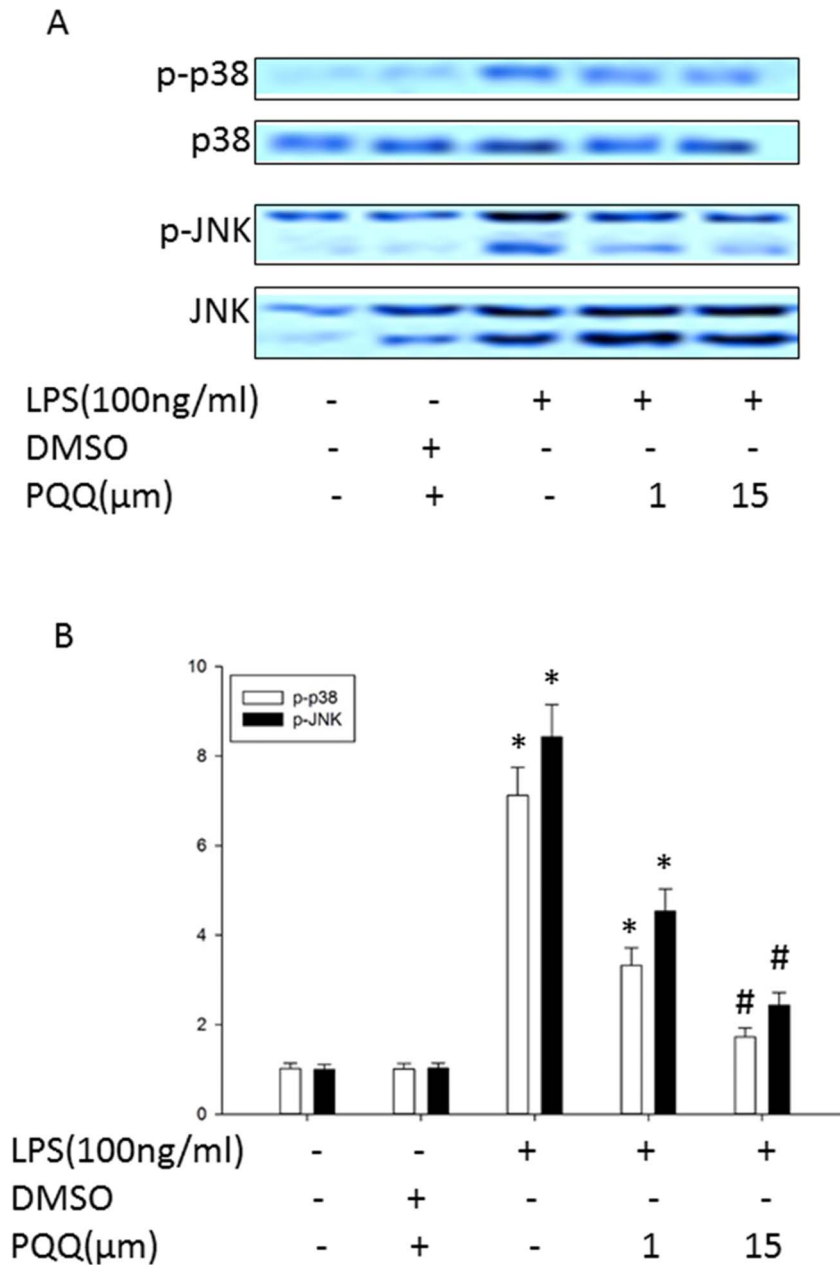 A
p-p38
p38
p-JNK
JNK
LPS(100ng/ml) - - + + +
DMSO - + - - -
PQQ(μm) - + - 1 15
B
10
p-p38
p-JNK
8
6
4
2
0
* * * * # #
LPS(100ng/ml) - - + + +
DMSO - + - - -
PQQ(μm) - + - 1 15